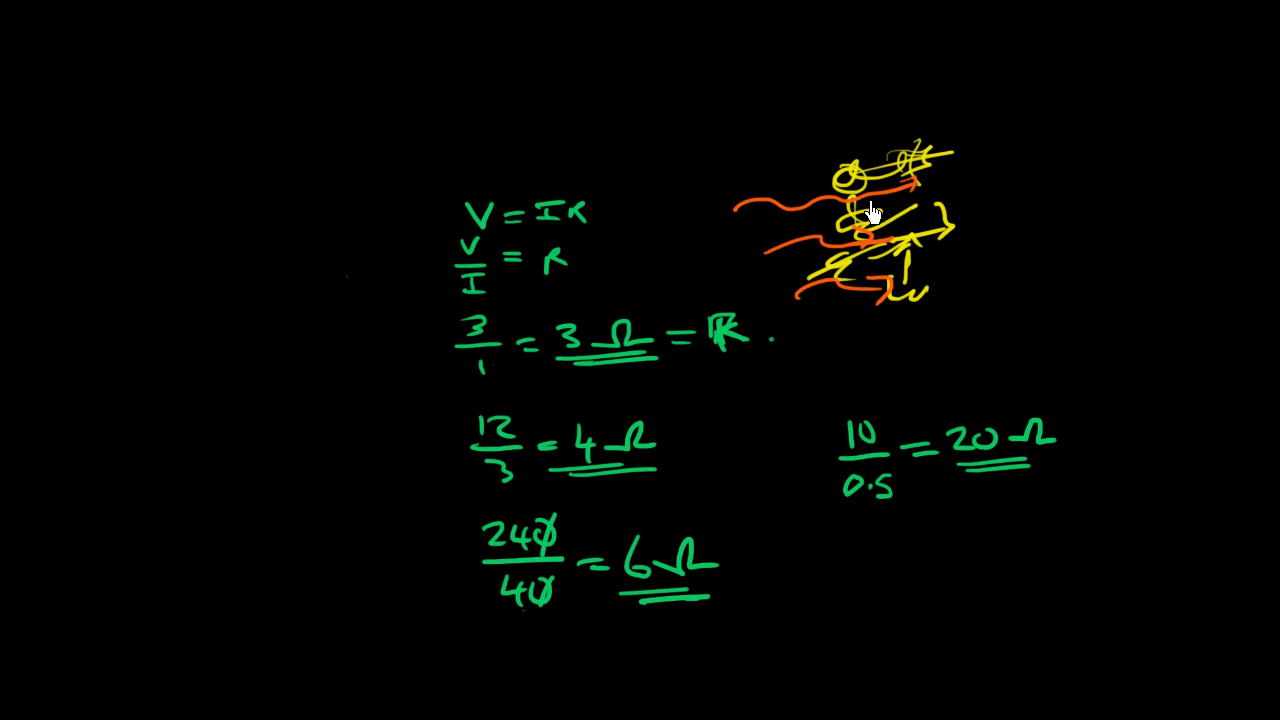 V = IR
V/I = R
3/1 = 3 Ω = R.
12/3 = 4 Ω
10/0.5 = 20 Ω
240/40 = 6 Ω